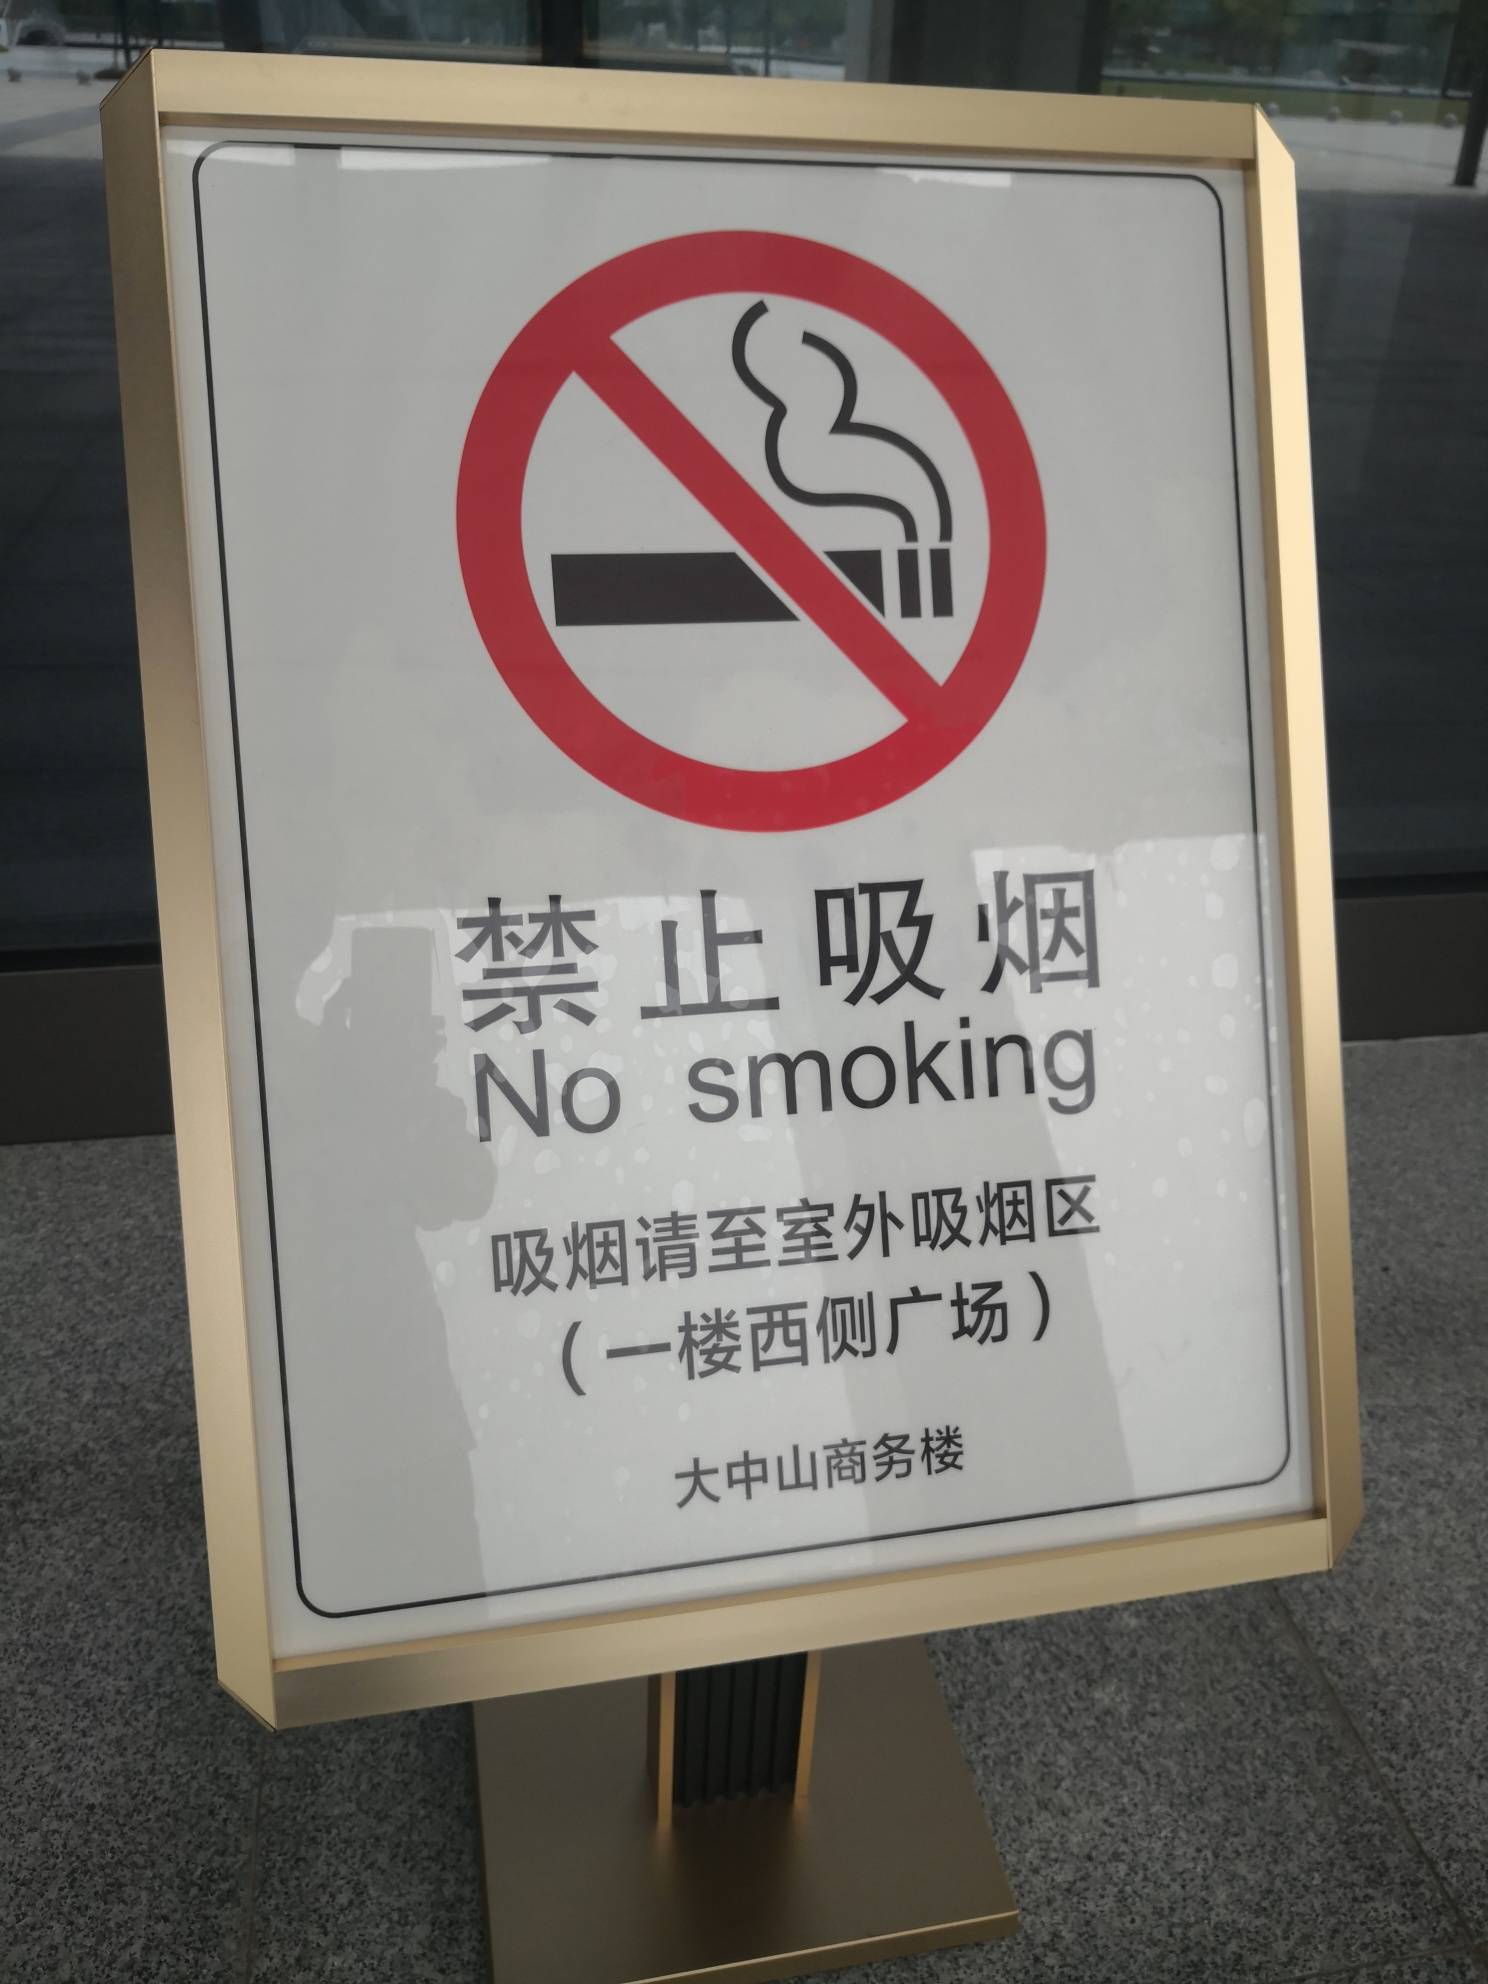 禁止吸烟
No smoking
吸烟请至室外吸烟区
（一楼西侧广场）
大中山商务楼